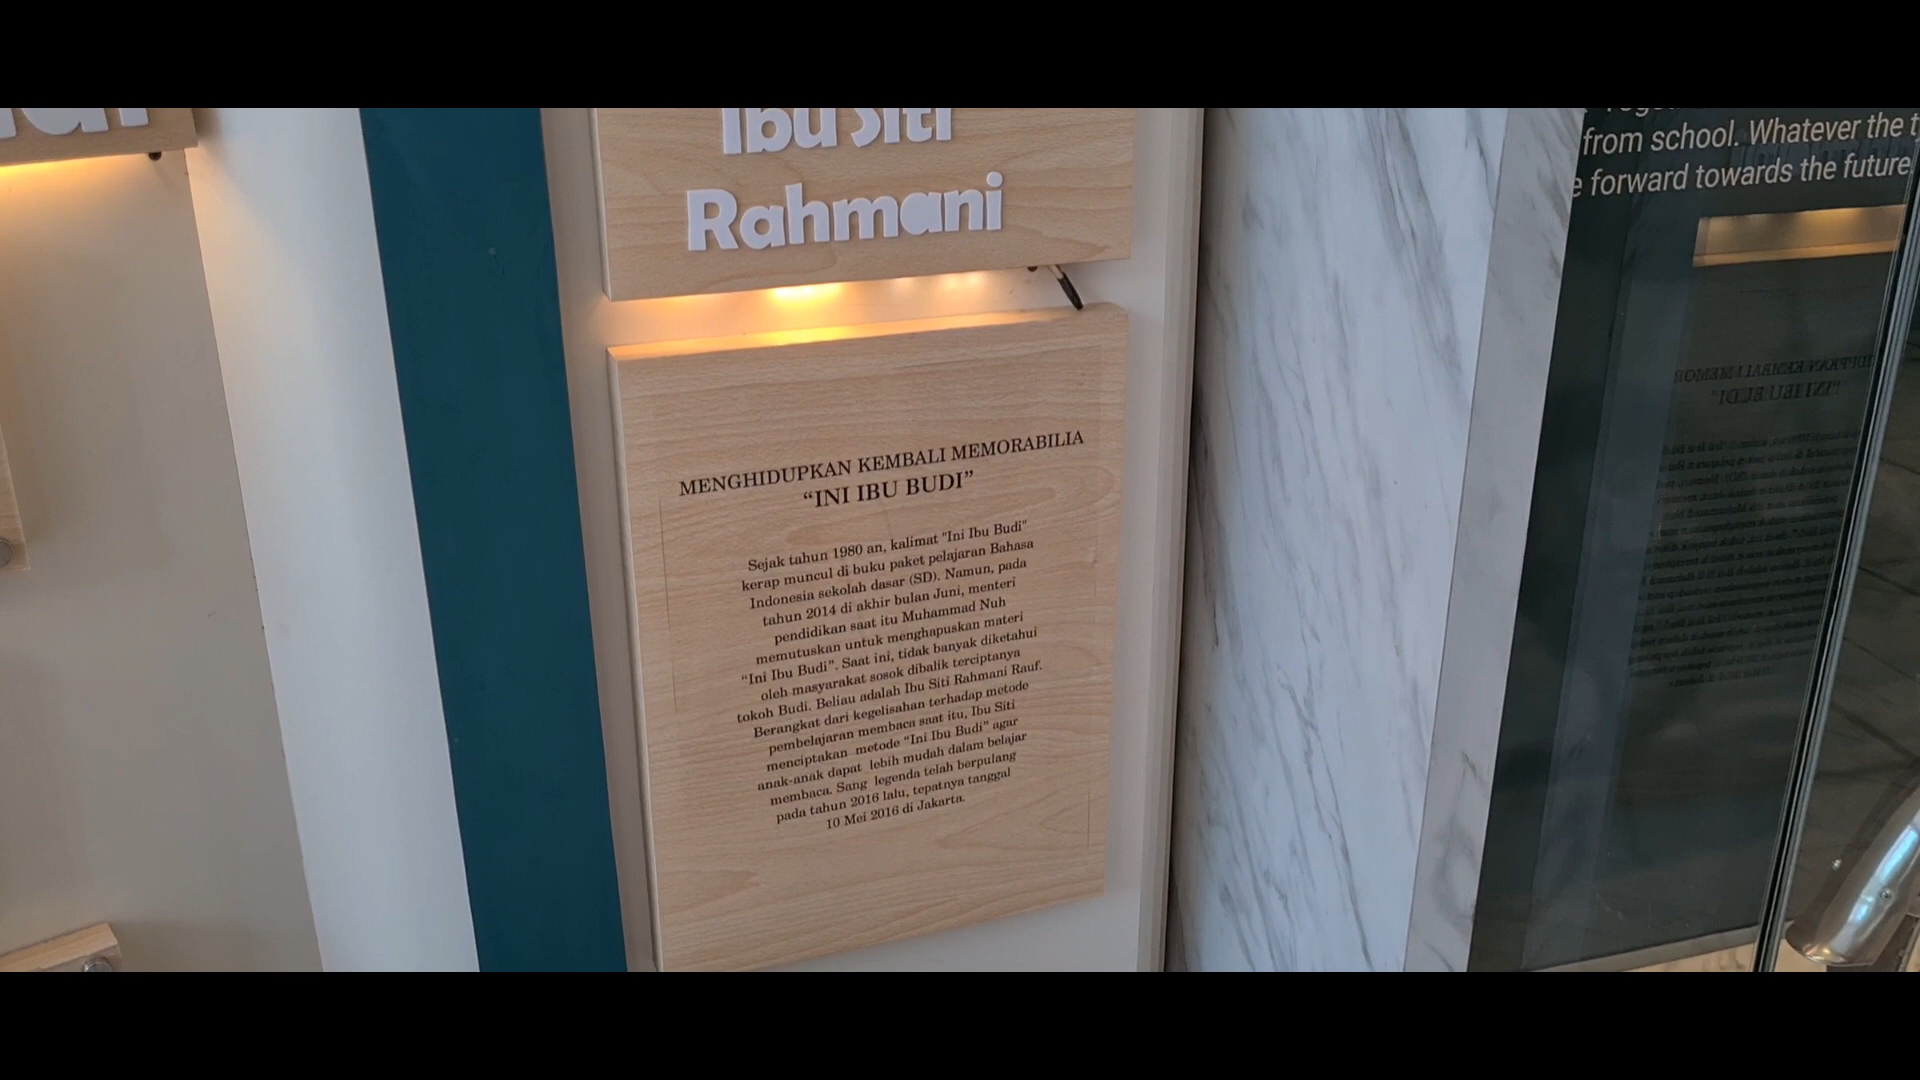 Ibu Siti
Rahmani
MENGHIDUPKAN KEMBALI MEMORABILIA
“INI IBU BUDI”
Sejak tahun 1980 an, kalimat "Ini Ibu Budi"
kerap muncul di buku paket pelajaran Bahasa
Indonesia sekolah dasar (SD). Namun, pada
tahun 2014 di akhir bulan Juni, menteri
pendidikan saat itu Muhammad Nuh
memutuskan untuk menghapuskan materi
“Ini Ibu Budi”. Saat ini, tidak banyak diketahui
oleh masyarakat sosok dibalik terciptanya
tokoh Budi. Beliau adalah Ibu Siti Rahmani Rauf.
Berangkat dari kegelisahan terhadap metode
pembelajaran membaca saat itu, Ibu Siti
menciptakan metode “Ini Ibu Budi” agar
anak-anak dapat lebih mudah dalam belajar
membaca. Sang legenda telah berpulang
pada tahun 2016 lalu, tepatnya tanggal
10 Mei 2016 di Jakarta.
from school. Whatever the
forward towards the future